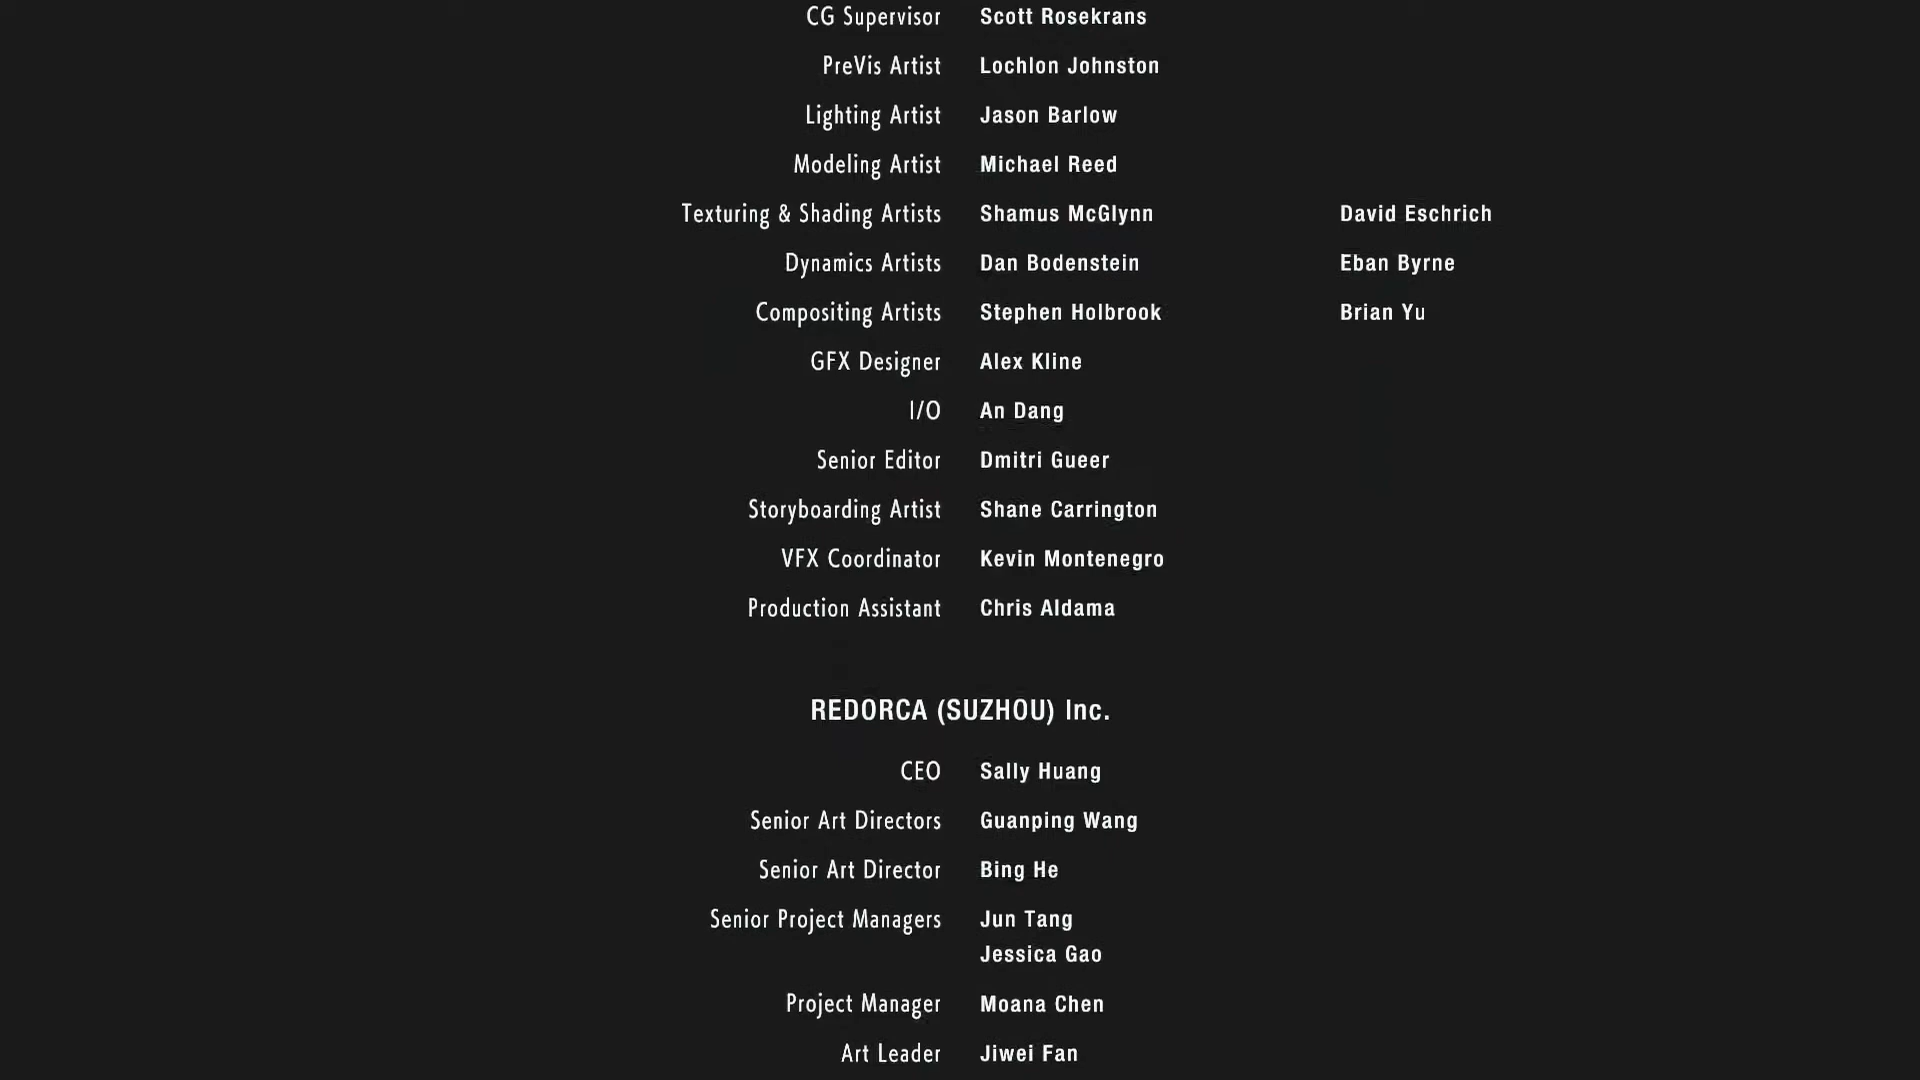 CG Supervisor Scott Rosekrans
PreVis Artist Lochlon Johnston
Lighting Artist Jason Barlow
Modeling Artist Michael Reed
Texturing & Shading Artists Shamus McGlynn David Eschrich
Dynamics Artists Dan Bodenstein Eban Byrne
Compositing Artists Stephen Holbrook Brian Yu
GFX Designer Alex Kline
I/O An Dang
Senior Editor Dmitri Gueer
Storyboarding Artist Shane Carrington
VFX Coordinator Kevin Montenegro
Production Assistant Chris Aldama
REDORCA (SUZHOU) Inc.
CEO Sally Huang
Senior Art Directors Guanping Wang
Senior Art Director Bing He
Senior Project Managers Jun Tang
Jessica Gao
Project Manager Moana Chen
Art Leader Jiwei Fan